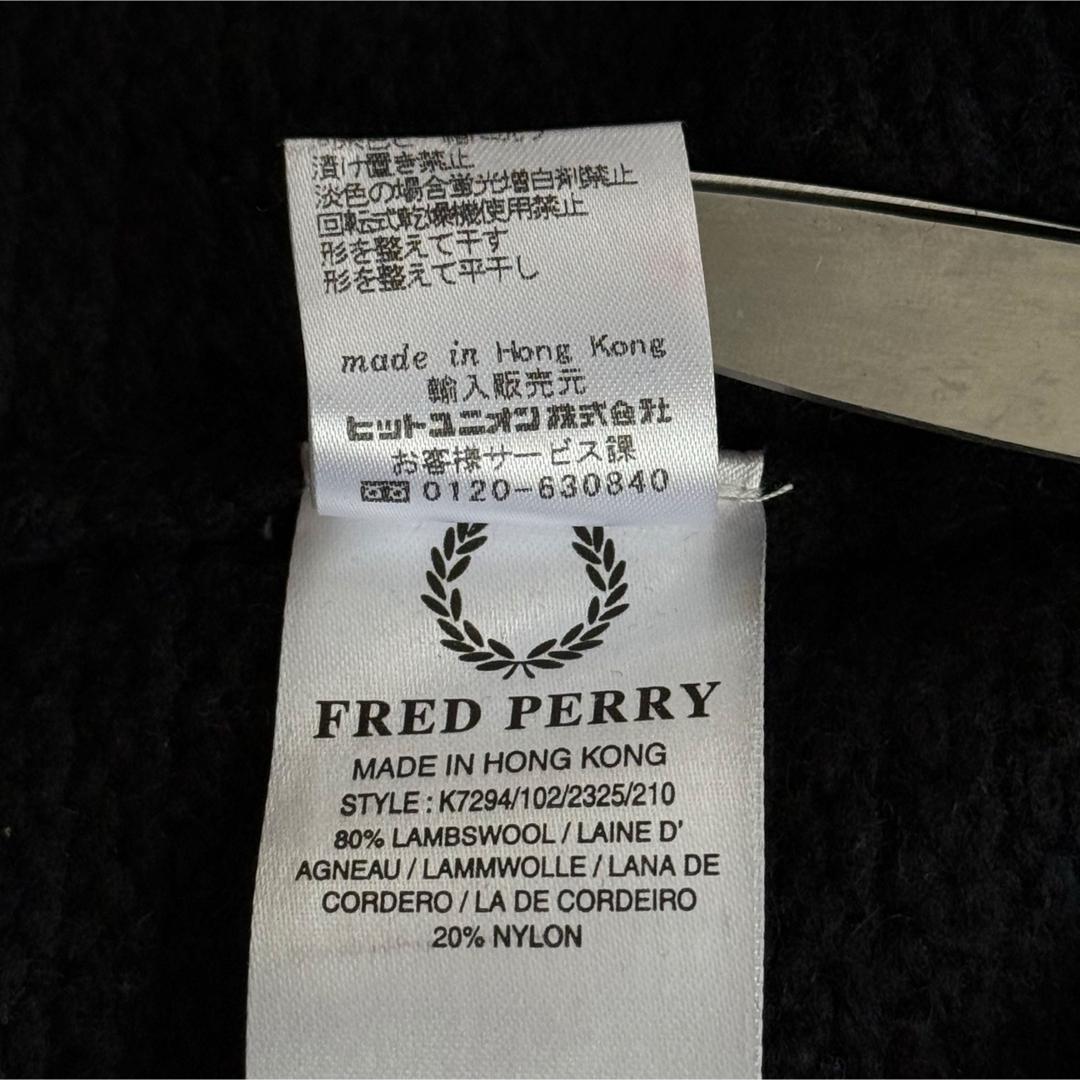 漬け置き禁止
淡色の場合蛍光増白剤禁止
回転式乾燥機使用禁止
形を整えて干す
形を整えて平干し
made in Hong Kong
輸入販売元
ヒットユニオン株式会社
お客様サービス課
0120-630840
FRED PERRY
MADE IN HONG KONG
STYLE : K7294/102/2325/210
80% LAMBSWOOL / LAINE D'
AGNEAU / LAMMWOLLE / LANA DE
CORDERO / LA DE CORDEIRO
20% NYLON